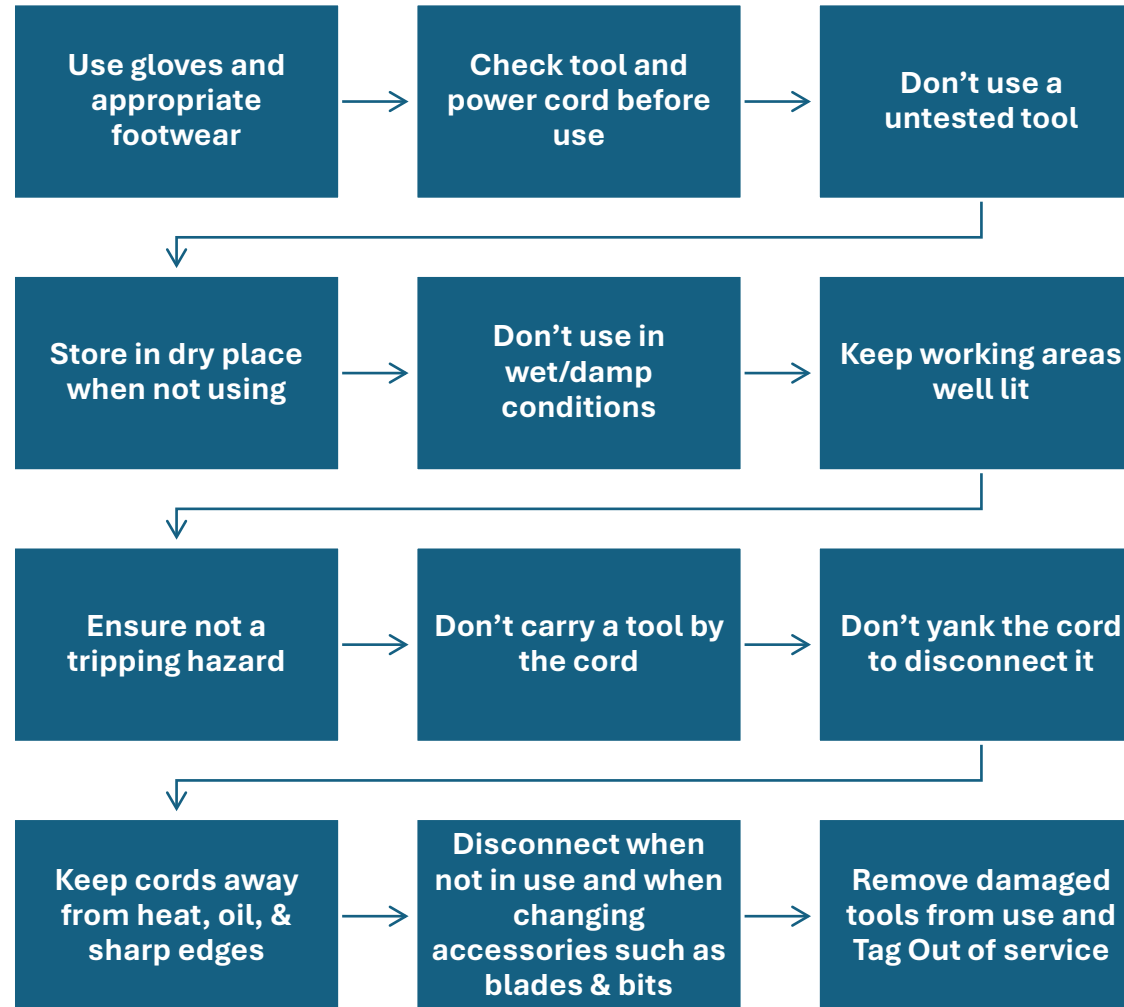 Use gloves and
appropriate
footwear
Check tool and
power cord before
use
Don’t use a
untested tool
Store in dry place
when not using
Don’t use in
wet/damp
conditions
Keep working areas
well lit
Ensure not a
tripping hazard
Don’t carry a tool by
the cord
Don’t yank the cord
to disconnect it
Keep cords away
from heat, oil, &
sharp edges
Disconnect when
not in use and when
changing
accessories such as
blades & bits
Remove damaged
tools from use and
Tag Out of service